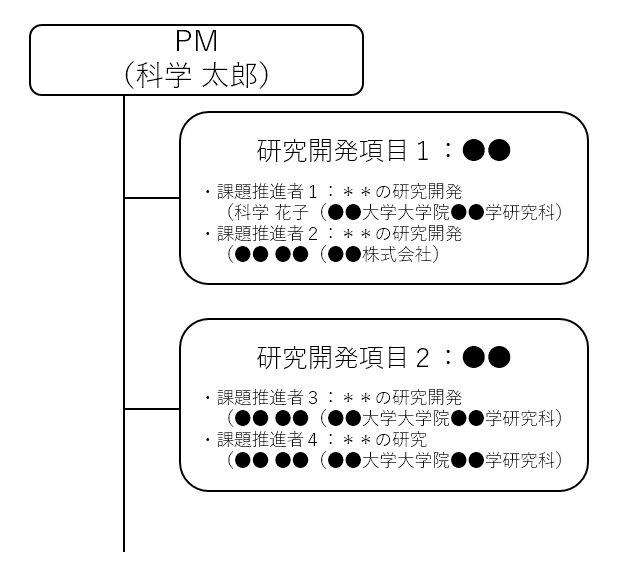 PM
（科学 太郎）
研究開発項目１：●●
・課題推進者１：＊＊の研究開発
（科学 花子（●●大学大学院●●学研究科）
・課題推進者２：＊＊の研究開発
（●● ●●（●●株式会社）
研究開発項目２：●●
・課題推進者３：＊＊の研究開発
（●● ●●（●●大学大学院●●学研究科）
・課題推進者４：＊＊の研究
（●● ●●（●●大学大学院●●学研究科）